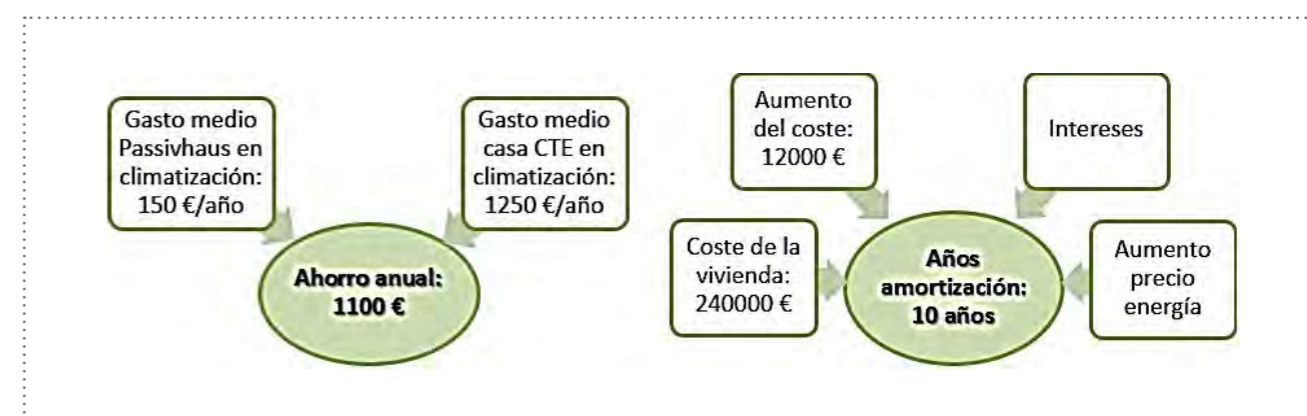 Gasto medio
Passivhaus en
climatización:
150 €/año
Gasto medio
casa CTE en
climatización:
1250 €/año
Ahorro anual:
1100 €
Aumento
del coste:
12000 €
Intereses
Coste de la
vivienda:
240000 €
Años
amortización:
10 años
Aumento
precio
energía